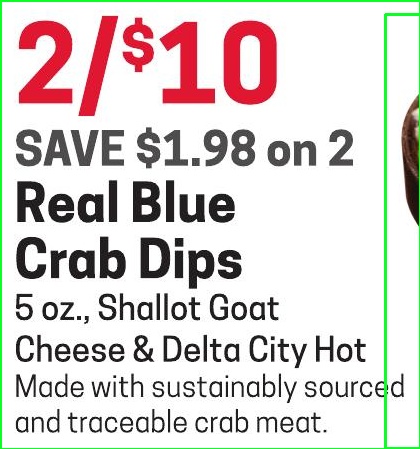 2/$10
SAVE $1.98 on 2
Real Blue
Crab Dips
5 oz., Shallot Goat
Cheese & Delta City Hot
Made with sustainably sourced
and traceable crab meat.